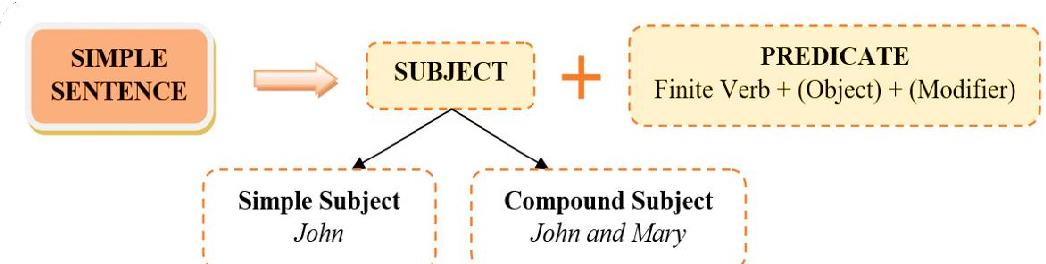 SIMPLE
SENTENCE
SUBJECT
+
PREDICATE
Finite Verb + (Object) + (Modifier)
Simple Subject
John
Compound Subject
John and Mary